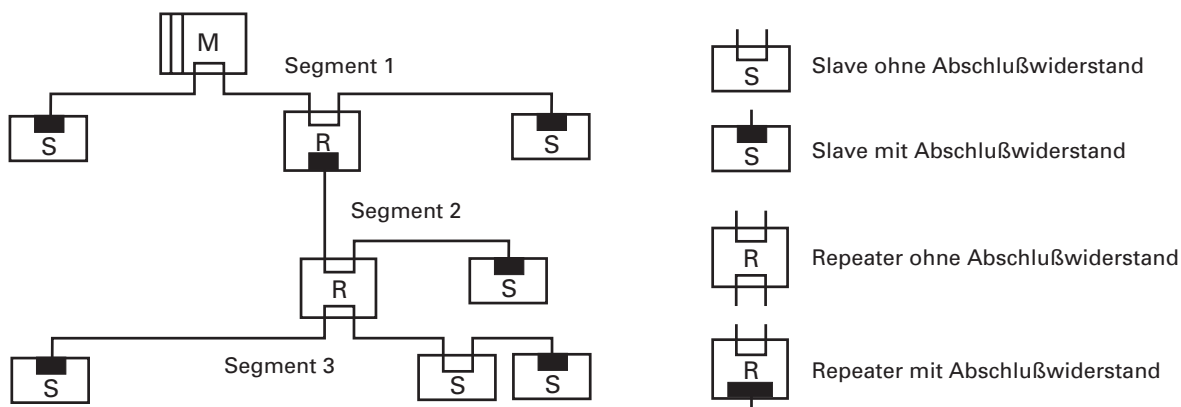 M
Segment 1
S
R
S
Segment 2
R
S
Segment 3
S
S
S
S Slave ohne Abschlußwiderstand
S Slave mit Abschlußwiderstand
R Repeater ohne Abschlußwiderstand
R Repeater mit Abschlußwiderstand